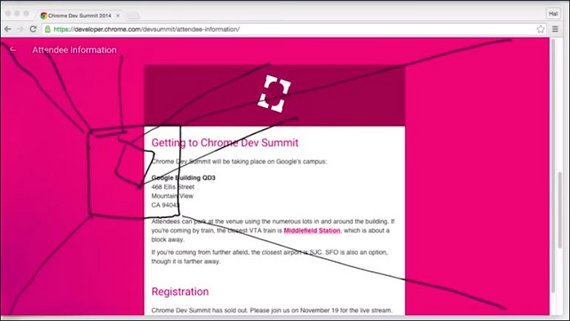 Chrome Dev Summit 2014
Hal
https://developer.chrome.com/devsummit/attendee-information/
Attendee Information
Getting to Chrome Dev Summit
Chrome Dev Summit will be taking place on Google's campus:
Google Building QD3
468 Ellis Street
Mountain View
CA 94043
Attendees can park at the venue using the numerous lots in and around the building. If
you're coming by train, the closest VTA train is Middlefield Station, which is about a
block away.
If you're coming from further afield, the closest airport is SJC. SFO is also an option,
though it is farther away.
Registration
Chrome Dev Summit has sold out. Please join us on November 19 for the live stream.